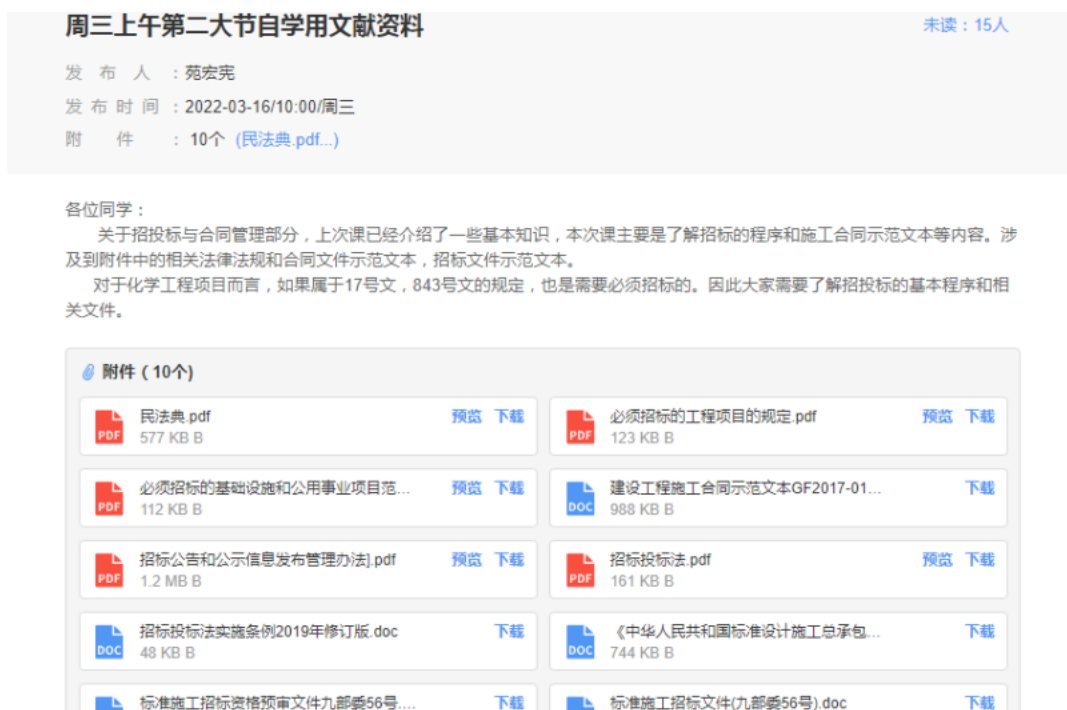 周三上午第二大节自学用文献资料
未读：15人
发布人：苑宏宪
发布时间：2022-03-16/10:00/周三
附件：10个 (民法典.pdf...)
各位同学：
关于招投标与合同管理部分，上次课已经介绍了一些基本知识，本次课主要是了解招标的程序和施工合同示范文本等内容。涉
及到附件中的相关法律法规和合同文件示范文本，招标文件示范文本。
对于化学工程项目而言，如果属于17号文，843号文的规定，也是需要必须招标的。因此大家需要了解招投标的基本程序和相
关文件。
附件 ( 10个)
民法典.pdf 预览 下载
PDF 577 KB B
必须招标的工程项目的规定.pdf 预览 下载
PDF 123 KB B
必须招标的基础设施和公用事业项目范... 预览 下载
PDF 112 KB B
建设工程施工合同示范文本GF2017-01... 下载
DOC 988 KB B
招标公告和公示信息发布管理办法].pdf 预览 下载
PDF 1.2 MB B
招标投标法.pdf 预览 下载
PDF 161 KB B
招标投标法实施条例2019年修订版.doc 下载
DOC 48 KB B
《中华人民共和国标准设计施工总承包... 下载
DOC 744 KB B
标准施工招标资格预审文件九部委56号.... 下载
标准施工招标文件(九部委56号).doc 下载